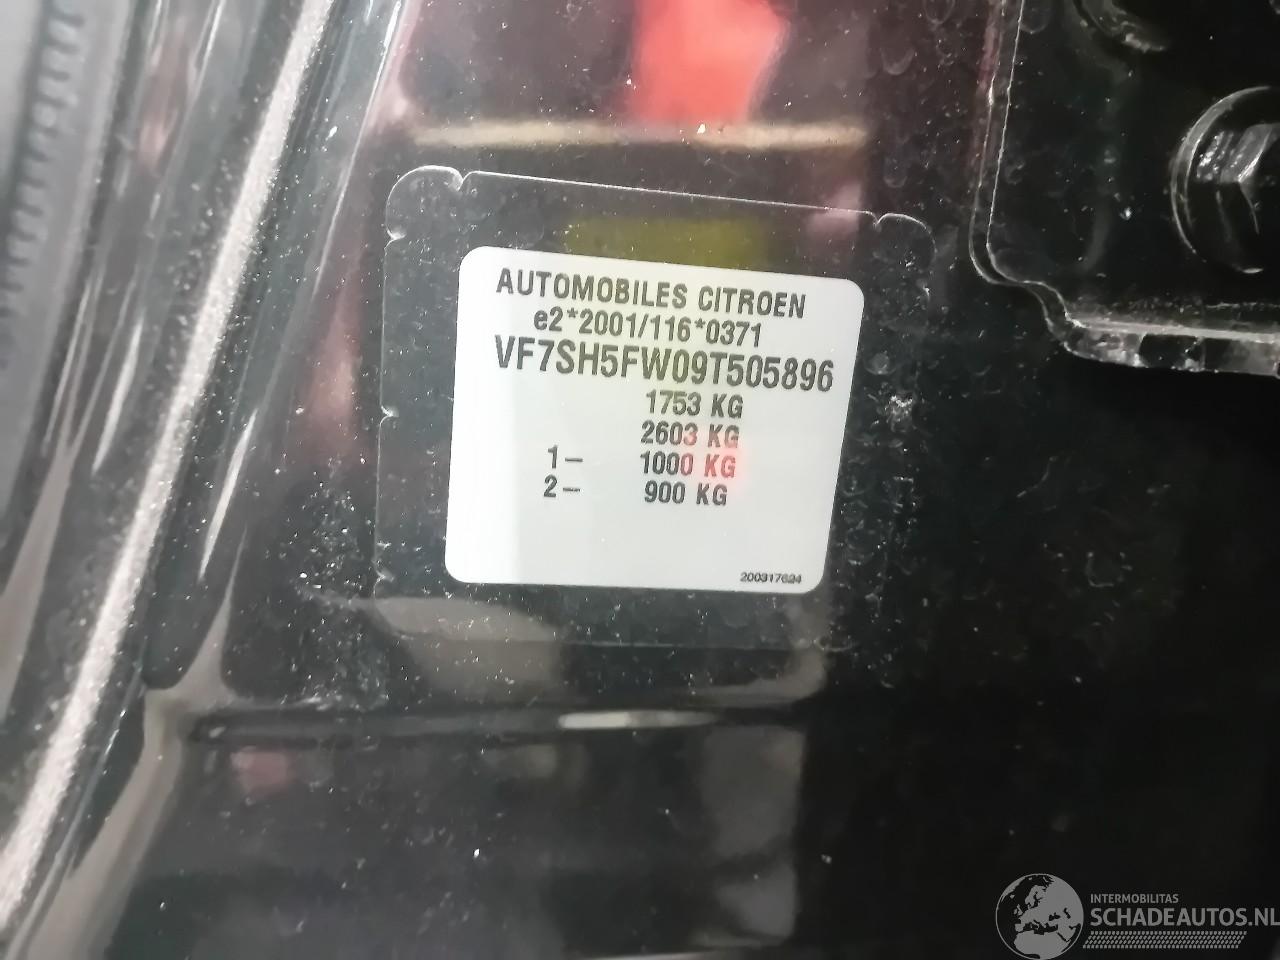 AUTOMOBILES CITROEN
e2*2001/116*0371
VF7SH5FW09T505896
1753 KG
2603 KG
1- 1000 KG
2- 900 KG
200317624
INTERMOBILITAS
SCHADEAUTOS.NL